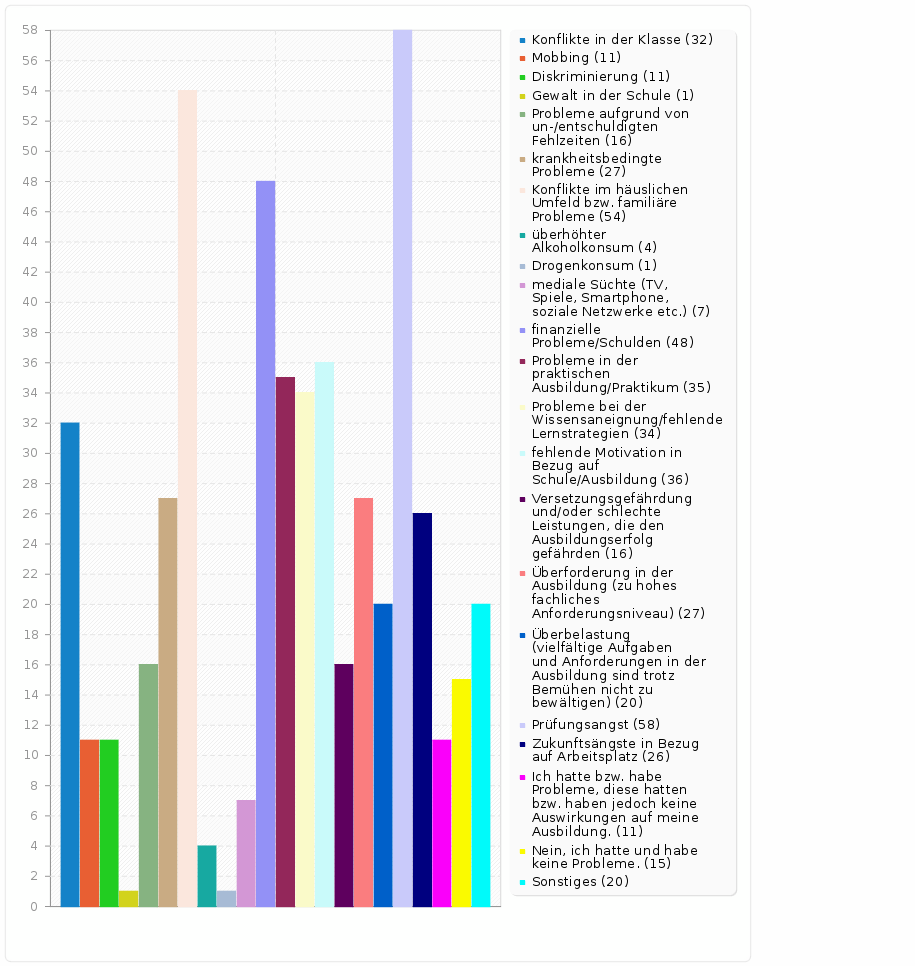 58
56
54
52
50
48
46
44
42
40
38
36
34
32
30
28
26
24
22
20
18
16
14
12
10
8
6
4
2
0
Konflikte in der Klasse (32)
Mobbing (11)
Diskriminierung (11)
Gewalt in der Schule (1)
Probleme aufgrund von
un-/entschuldigten
Fehlzeiten (16)
krankheitsbedingte
Probleme (27)
Konflikte im häuslichen
Umfeld bzw. familiäre
Probleme (54)
überhöhter
Alkoholkonsum (4)
Drogenkonsum (1)
mediale Süchte (TV,
Spiele, Smartphone,
soziale Netzwerke etc.) (7)
finanzielle
Probleme/Schulden (48)
Probleme in der
praktischen
Ausbildung/Praktikum (35)
Probleme bei der
Wissensaneignung/fehlende
Lernstrategien (34)
fehlende Motivation in
Bezug auf
Schule/Ausbildung (36)
Versetzungsgefährdung
und/oder schlechte
Leistungen, die den
Ausbildungserfolg
gefährden (16)
Überforderung in der
Ausbildung (zu hohes
fachliches
Anforderungsniveau) (27)
Überbelastung
(vielfältige Aufgaben
und Anforderungen in der
Ausbildung sind trotz
Bemühen nicht zu
bewältigen) (20)
Prüfungsangst (58)
Zukunftsängste in Bezug
auf Arbeitsplatz (26)
Ich hatte bzw. habe
Probleme, diese hatten
bzw. haben jedoch keine
Auswirkungen auf meine
Ausbildung. (11)
Nein, ich hatte und habe
keine Probleme. (15)
Sonstiges (20)